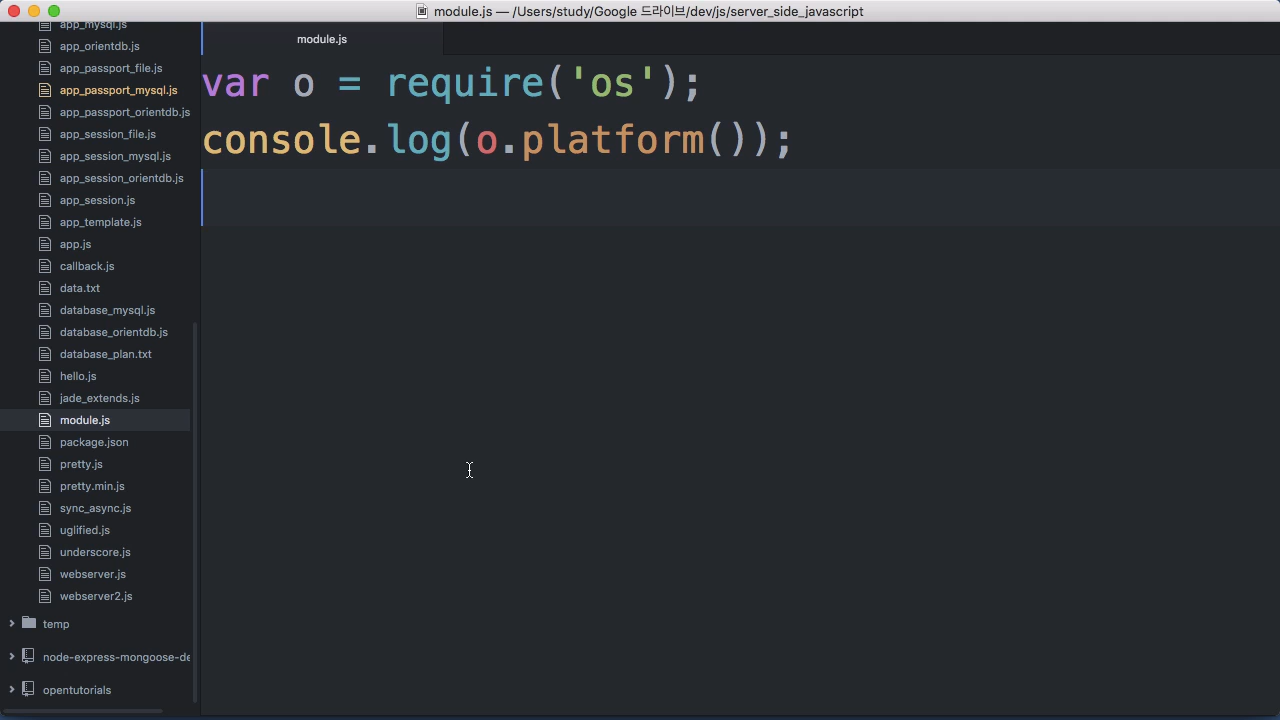 module.js — /Users/study/Google 드라이브/dev/js/server_side_javascript
app_mysql.js
app_orientdb.js
app_passport_file.js
app_passport_mysql.js
app_passport_orientdb.js
app_session_file.js
app_session_mysql.js
app_session_orientdb.js
app_session.js
app_template.js
app.js
callback.js
data.txt
database_mysql.js
database_orientdb.js
database_plan.txt
hello.js
jade_extends.js
module.js
package.json
pretty.js
pretty.min.js
sync_async.js
uglified.js
underscore.js
webserver.js
webserver2.js
temp
node-express-mongoose-de
opentutorials
module.js
var o = require('os');
console.log(o.platform());